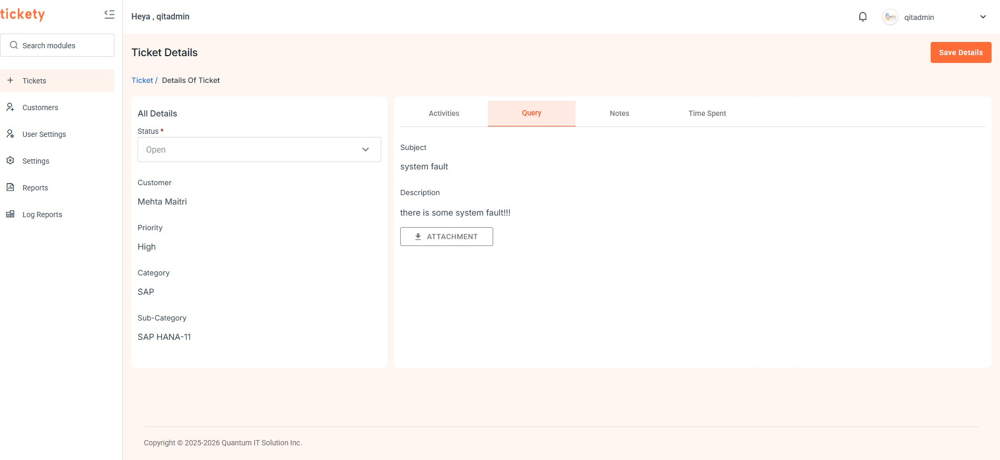 tickety
Search modules
Tickets
Customers
User Settings
Settings
Reports
Log Reports
Heya , qitadmin
qitadmin
Ticket Details
Save Details
Ticket / Details Of Ticket
All Details
Status *
Open
Customer
Mehta Maitri
Priority
High
Category
SAP
Sub-Category
SAP HANA-11
Activities
Query
Notes
Time Spent
Subject
system fault
Description
there is some system fault!!!
ATTACHMENT
Copyright © 2025-2026 Quantum IT Solution Inc.